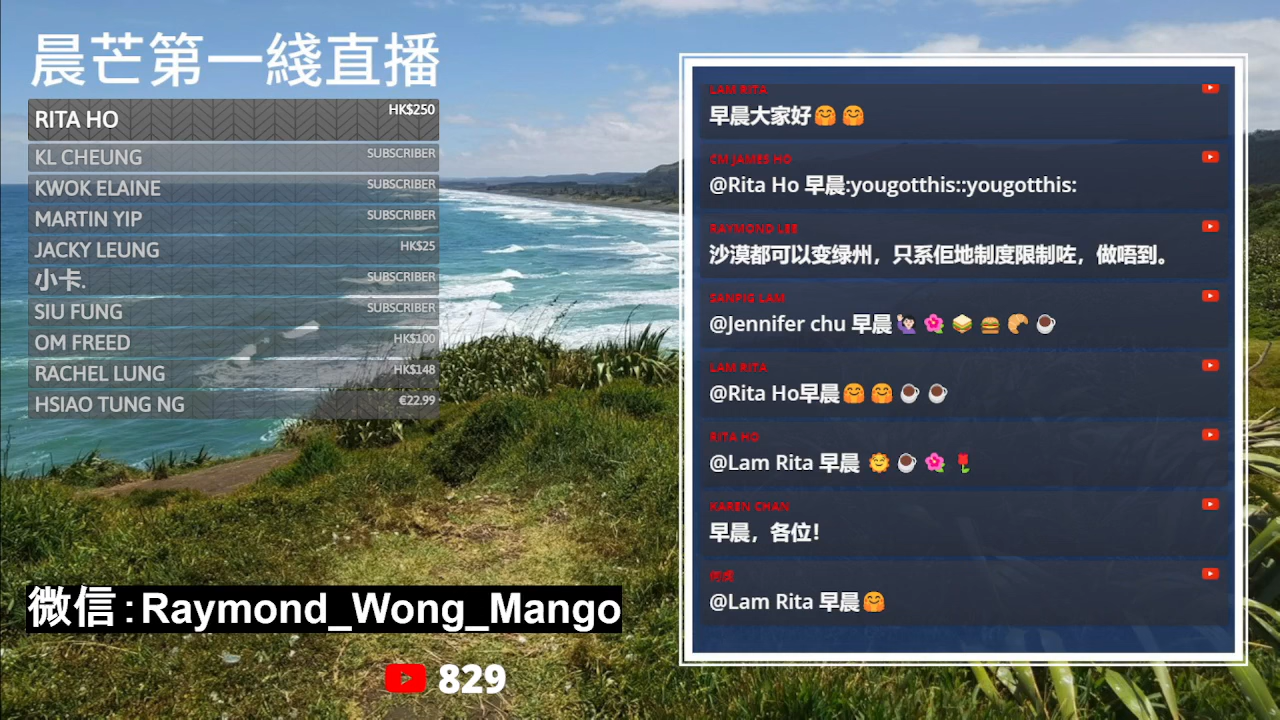 晨芒第一綫直播
RITA HO HK$250
KL CHEUNG SUBSCRIBER
KWOK ELAINE SUBSCRIBER
MARTIN YIP SUBSCRIBER
JACKY LEUNG HK$25
小卡. SUBSCRIBER
SIU FUNG SUBSCRIBER
OM FREED HK$100
RACHEL LUNG HK$148
HSIAO TUNG NG €22.99
微信:Raymond_Wong_Mango
829
LAM RITA
早晨大家好🤗 🤗
CM JAMES HO
@Rita Ho 早晨:yougotthis::yougotthis:
RAYMOND LEE
沙漠都可以变绿州，只系佢地制度限制咗，做唔到。
SANPIG LAM
@Jennifer chu 早晨🙋🏻‍♀️ 🌺 🥪 🍔 🥐 ☕
LAM RITA
@Rita Ho早晨🤗 🤗 ☕ ☕
RITA HO
@Lam Rita 早晨 🌞 ☕ 🌺 🌷
KAREN CHAN
早晨，各位！
@Lam Rita 早晨🤗